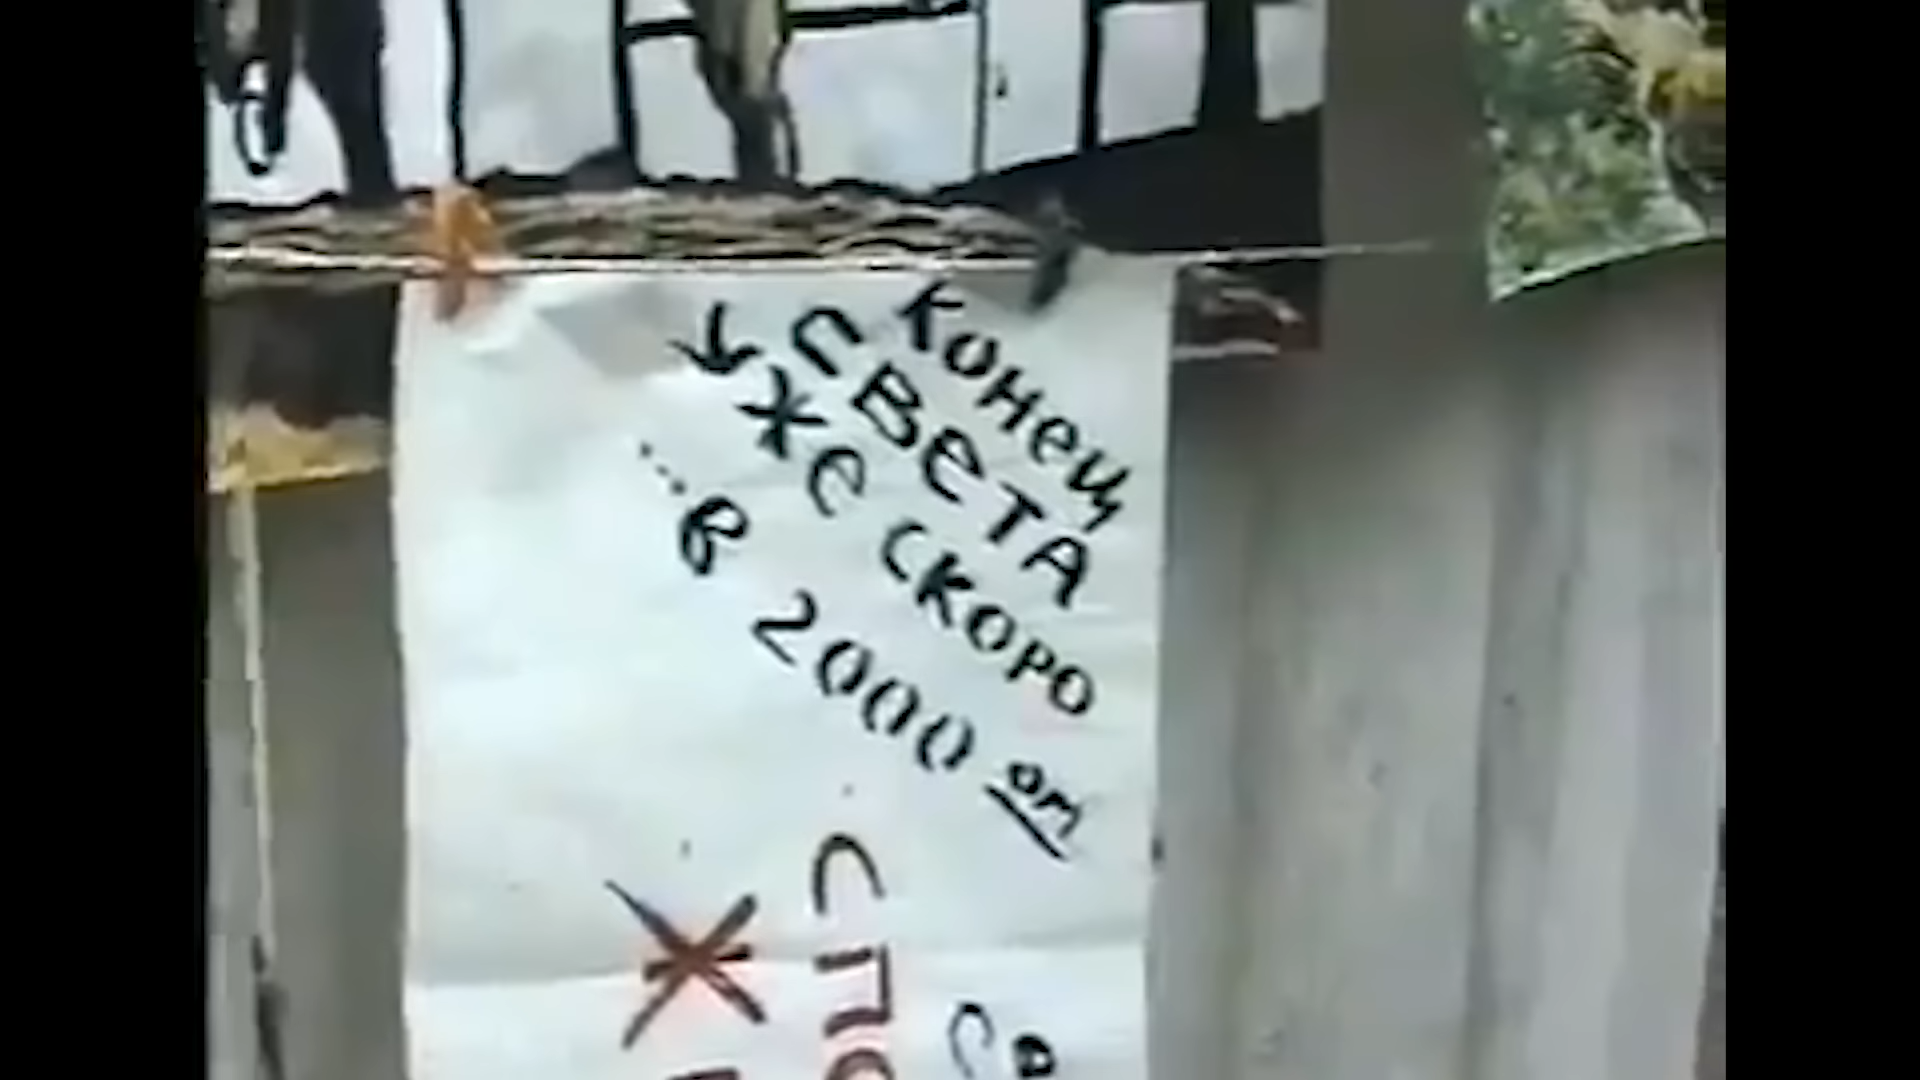 конец
света
уже скоро
...в 2000 ом